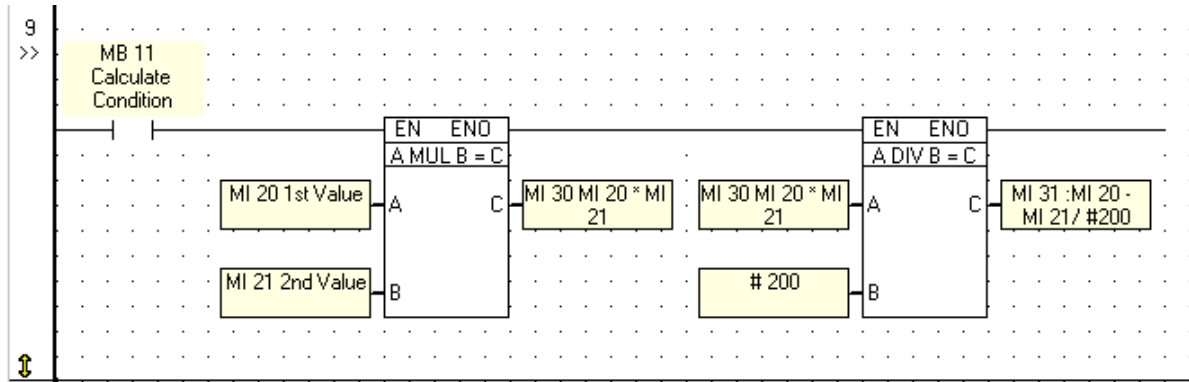 9
>>
MB 11
Calculate
Condition
EN ENO
A MUL B = C
MI 20 1st Value
A
C
MI 30 MI 20 * MI
21
MI 21 2nd Value
B
EN ENO
A DIV B = C
MI 30 MI 20 * MI
21
A
C
MI 31 :MI 20 -
MI 21/ #200
# 200
B